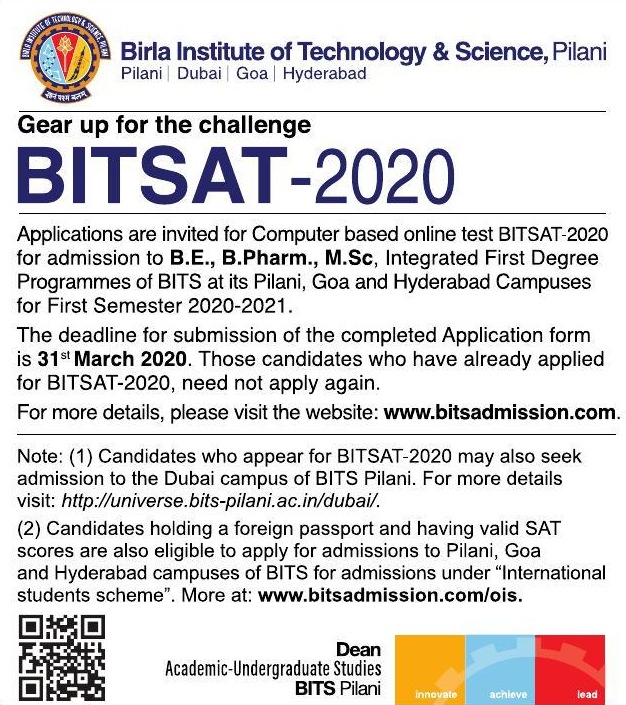 BIRLA INSTITUTE OF TECHNOLOGY & SCIENCE PILANI
ज्ञानं परमं बलम्
Birla Institute of Technology & Science, Pilani
Pilani | Dubai | Goa | Hyderabad
Gear up for the challenge
BITSAT-2020
Applications are invited for Computer based online test BITSAT-2020
for admission to B.E., B.Pharm., M.Sc, Integrated First Degree
Programmes of BITS at its Pilani, Goa and Hyderabad Campuses
for First Semester 2020-2021.
The deadline for submission of the completed Application form
is 31st March 2020. Those candidates who have already applied
for BITSAT-2020, need not apply again.
For more details, please visit the website: www.bitsadmission.com.
Note: (1) Candidates who appear for BITSAT-2020 may also seek
admission to the Dubai campus of BITS Pilani. For more details
visit: http://universe.bits-pilani.ac.in/dubai/.
(2) Candidates holding a foreign passport and having valid SAT
scores are also eligible to apply for admissions to Pilani, Goa
and Hyderabad campuses of BITS for admissions under “International
students scheme”. More at: www.bitsadmission.com/ois.
Dean
Academic-Undergraduate Studies
BITS Pilani
innovate achieve lead